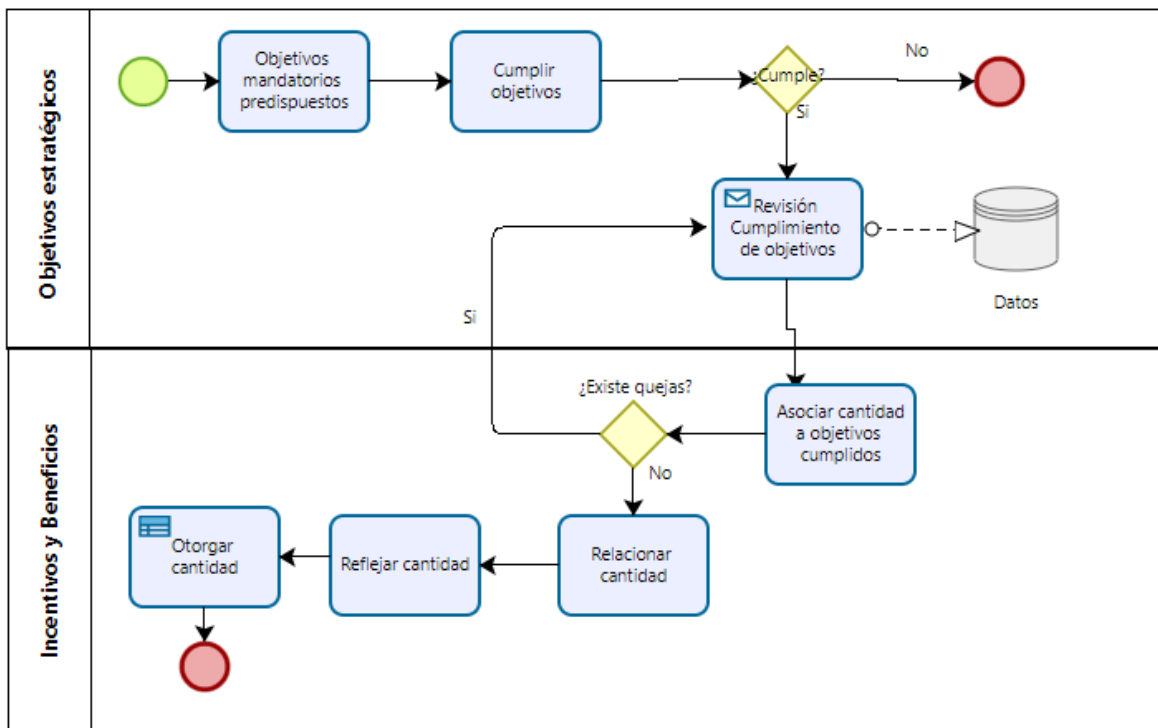 Objetivos estratégicos
Objetivos
mandatorios
predispuestos
Cumplir
objetivos
¿Cumple?
No
Si
Revisión
Cumplimiento
de objetivos
Datos
Si
Incentivos y Beneficios
¿Existe quejas?
Asociar cantidad
a objetivos
cumplidos
No
Relacionar
cantidad
Reflejar cantidad
Otorgar
cantidad